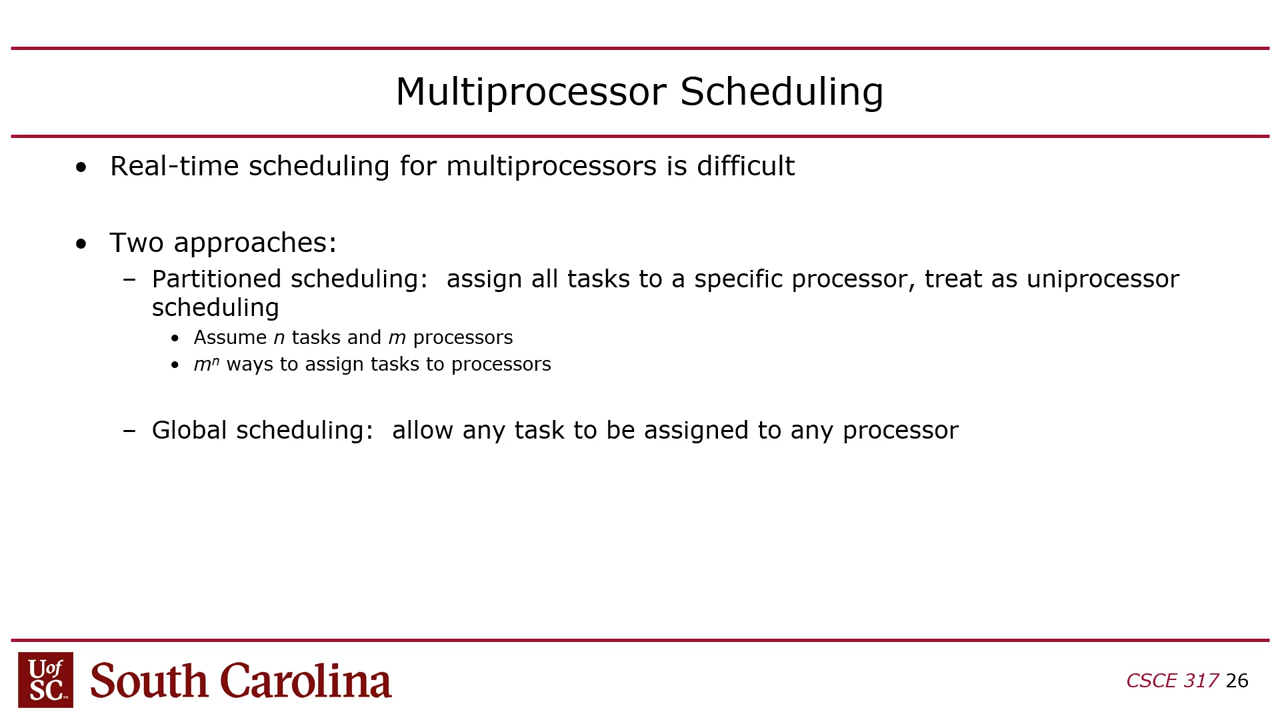 Multiprocessor Scheduling
• Real-time scheduling for multiprocessors is difficult
• Two approaches:
– Partitioned scheduling:  assign all tasks to a specific processor, treat as uniprocessor
scheduling
• Assume n tasks and m processors
• mⁿ ways to assign tasks to processors
– Global scheduling:  allow any task to be assigned to any processor
UofSC™ South Carolina
CSCE 317 26